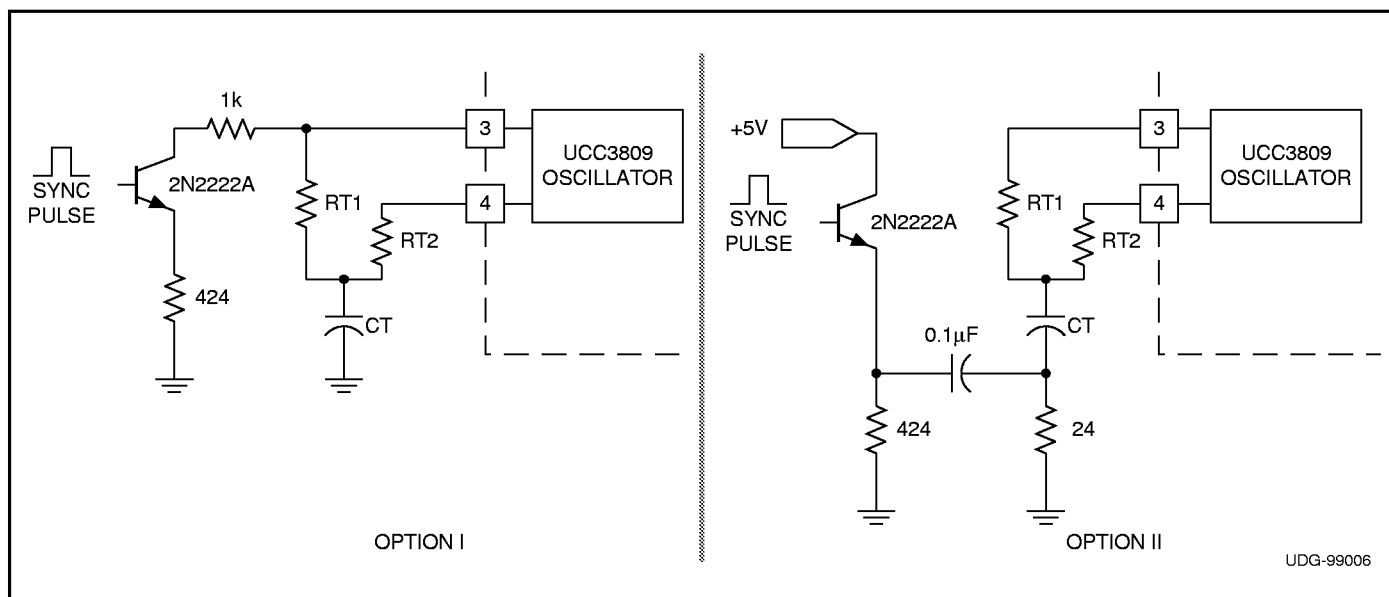 1k
3
UCC3809
OSCILLATOR
SYNC
PULSE
2N2222A
RT1
4
RT2
424
CT
OPTION I
+5V
3
UCC3809
OSCILLATOR
SYNC
PULSE
2N2222A
RT1
4
RT2
0.1µF
CT
424
24
OPTION II
UDG-99006